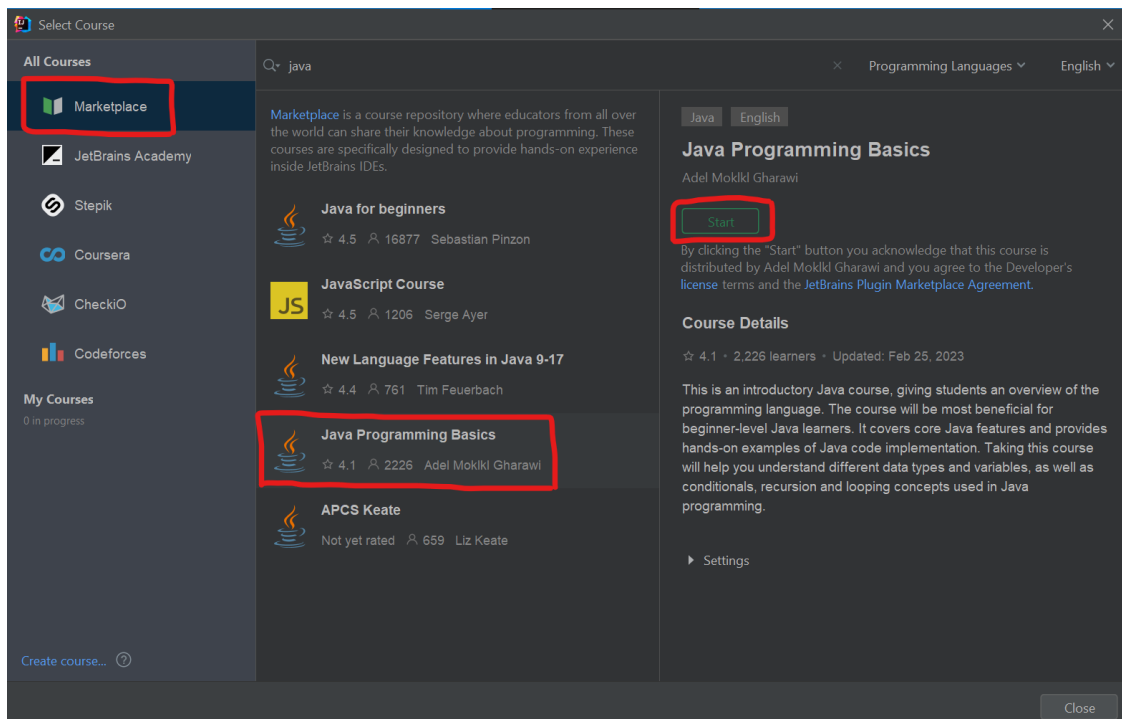 Select Course
All Courses
Marketplace
JetBrains Academy
Stepik
Coursera
CheckiO
Codeforces
My Courses
0 in progress
Create course...
java
Programming Languages
English
Marketplace is a course repository where educators from all over
the world can share their knowledge about programming. These
courses are specifically designed to provide hands-on experience
inside JetBrains IDEs.
Java for beginners
4.5 16877 Sebastian Pinzon
JS
JavaScript Course
4.5 1206 Serge Ayer
New Language Features in Java 9-17
4.4 761 Tim Feuerbach
Java Programming Basics
4.1 2226 Adel Moklkl Gharawi
APCS Keate
Not yet rated 659 Liz Keate
Java English
Java Programming Basics
Adel Moklkl Gharawi
Start
By clicking the "Start" button you acknowledge that this course is
distributed by Adel Moklkl Gharawi and you agree to the Developer's
license terms and the JetBrains Plugin Marketplace Agreement.
Course Details
4.1 • 2,226 learners • Updated: Feb 25, 2023
This is an introductory Java course, giving students an overview of the
programming language. The course will be most beneficial for
beginner-level Java learners. It covers core Java features and provides
hands-on examples of Java code implementation. Taking this course
will help you understand different data types and variables, as well as
conditionals, recursion and looping concepts used in Java
programming.
Settings
Close